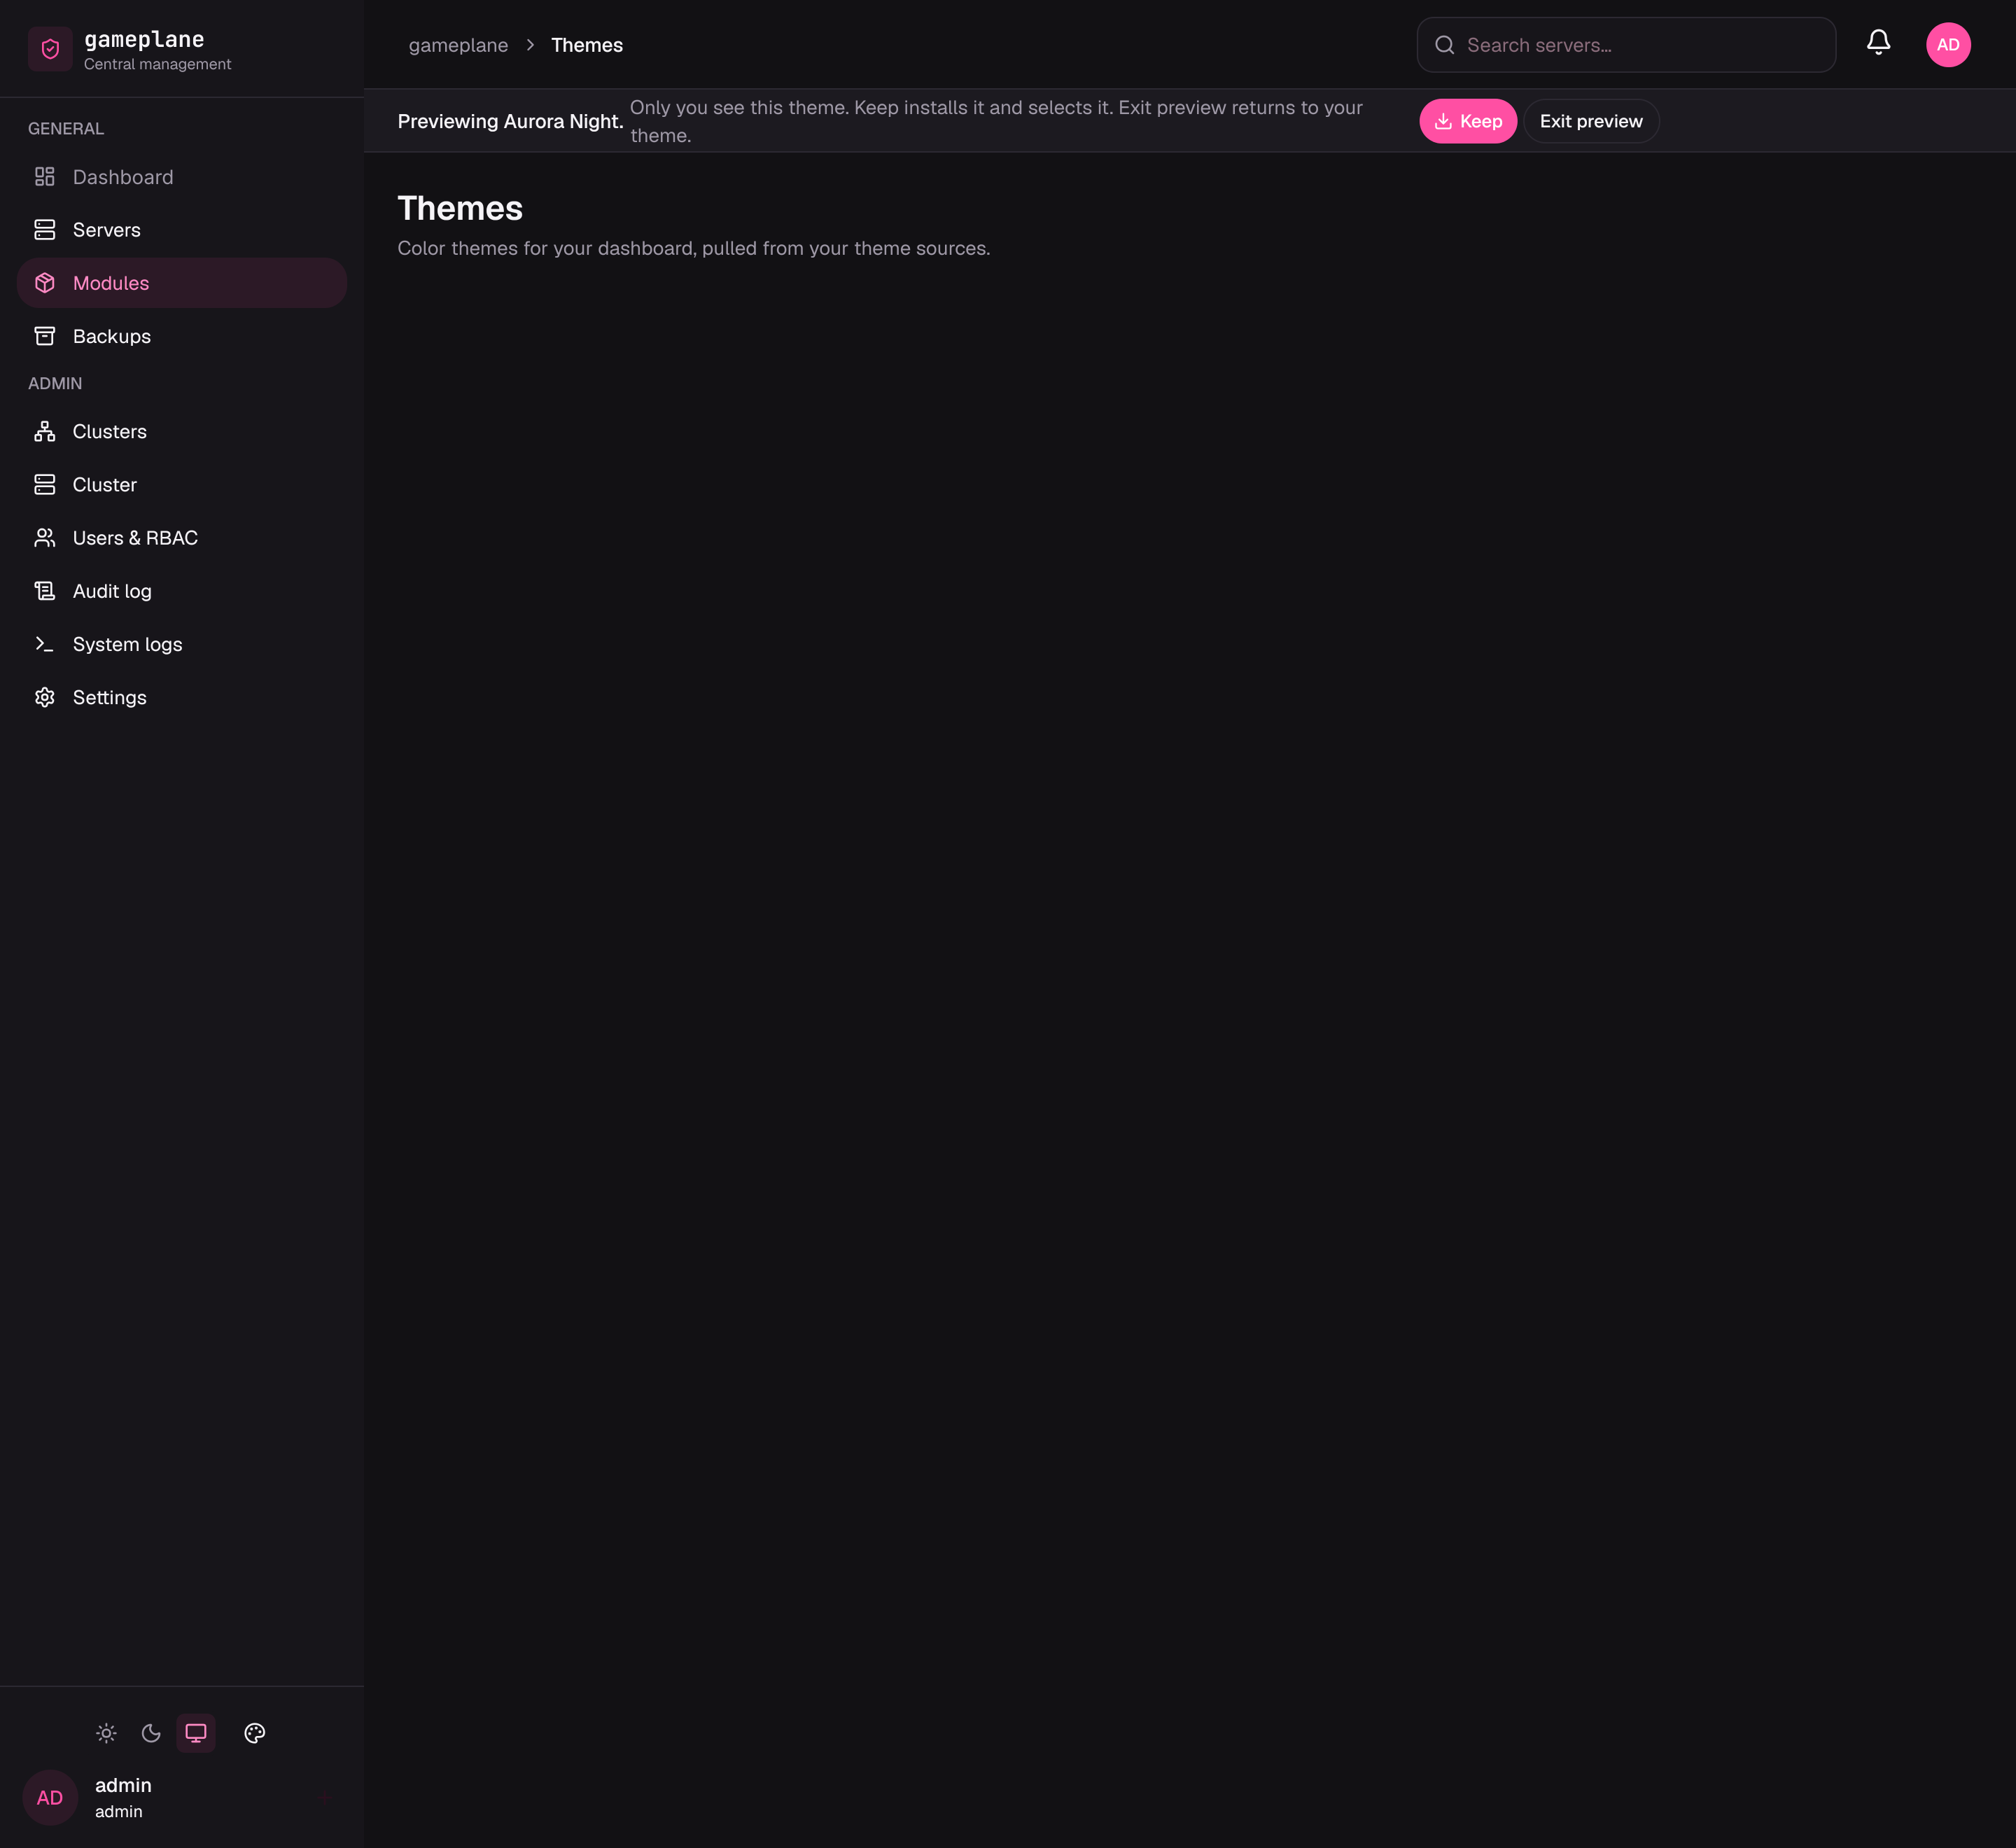 gameplane
Central management
GENERAL
Dashboard
Servers
Modules
Backups
ADMIN
Clusters
Cluster
Users & RBAC
Audit log
System logs
Settings
AD
admin
admin
gameplane > Themes
Search servers...
AD
Previewing Aurora Night.
Only you see this theme. Keep installs it and selects it. Exit preview returns to your
theme.
Keep
Exit preview
Themes
Color themes for your dashboard, pulled from your theme sources.